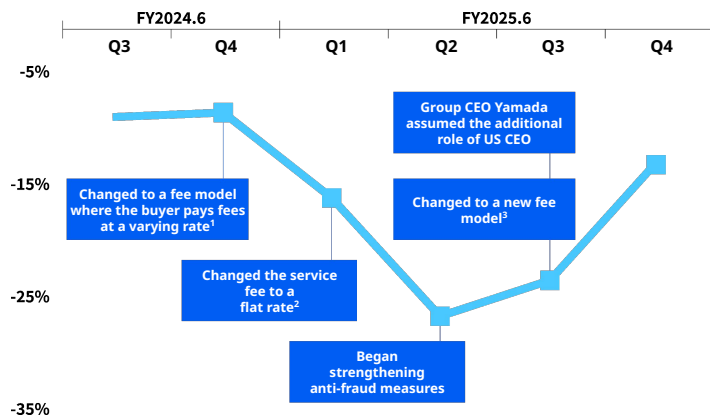 FY2024.6
FY2025.6
Q3
Q4
Q1
Q2
Q3
Q4
-5%
-15%
-25%
-35%
Changed to a fee model
where the buyer pays fees
at a varying rate1
Changed the service
fee to a
flat rate2
Began
strengthening
anti-fraud measures
Group CEO Yamada
assumed the additional
role of US CEO
Changed to a new fee
model3